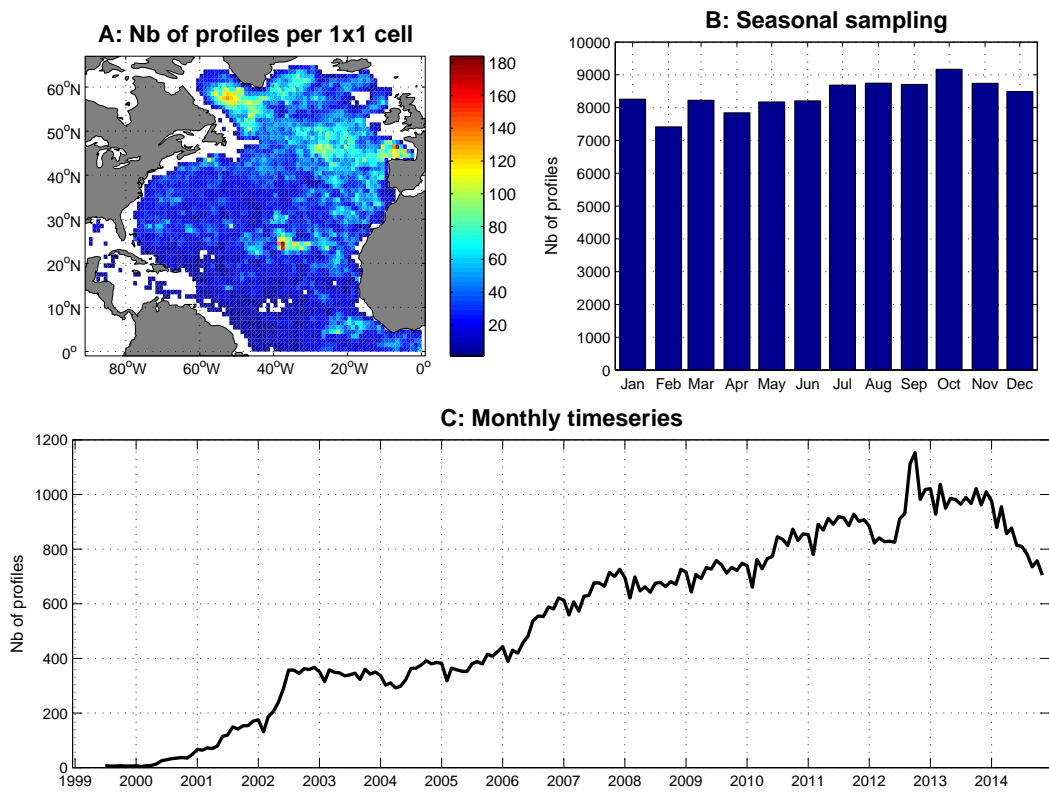 A: Nb of profiles per 1x1 cell
60°N
50°N
40°N
30°N
20°N
10°N
0°
80°W 60°W 40°W 20°W 0°
180
160
140
120
100
80
60
40
20
B: Seasonal sampling
Nb of profiles
10000
9000
8000
7000
6000
5000
4000
3000
2000
1000
0
Jan Feb Mar Apr May Jun Jul Aug Sep Oct Nov Dec
C: Monthly timeseries
Nb of profiles
1200
1000
800
600
400
200
0
1999 2000 2001 2002 2003 2004 2005 2006 2007 2008 2009 2010 2011 2012 2013 2014